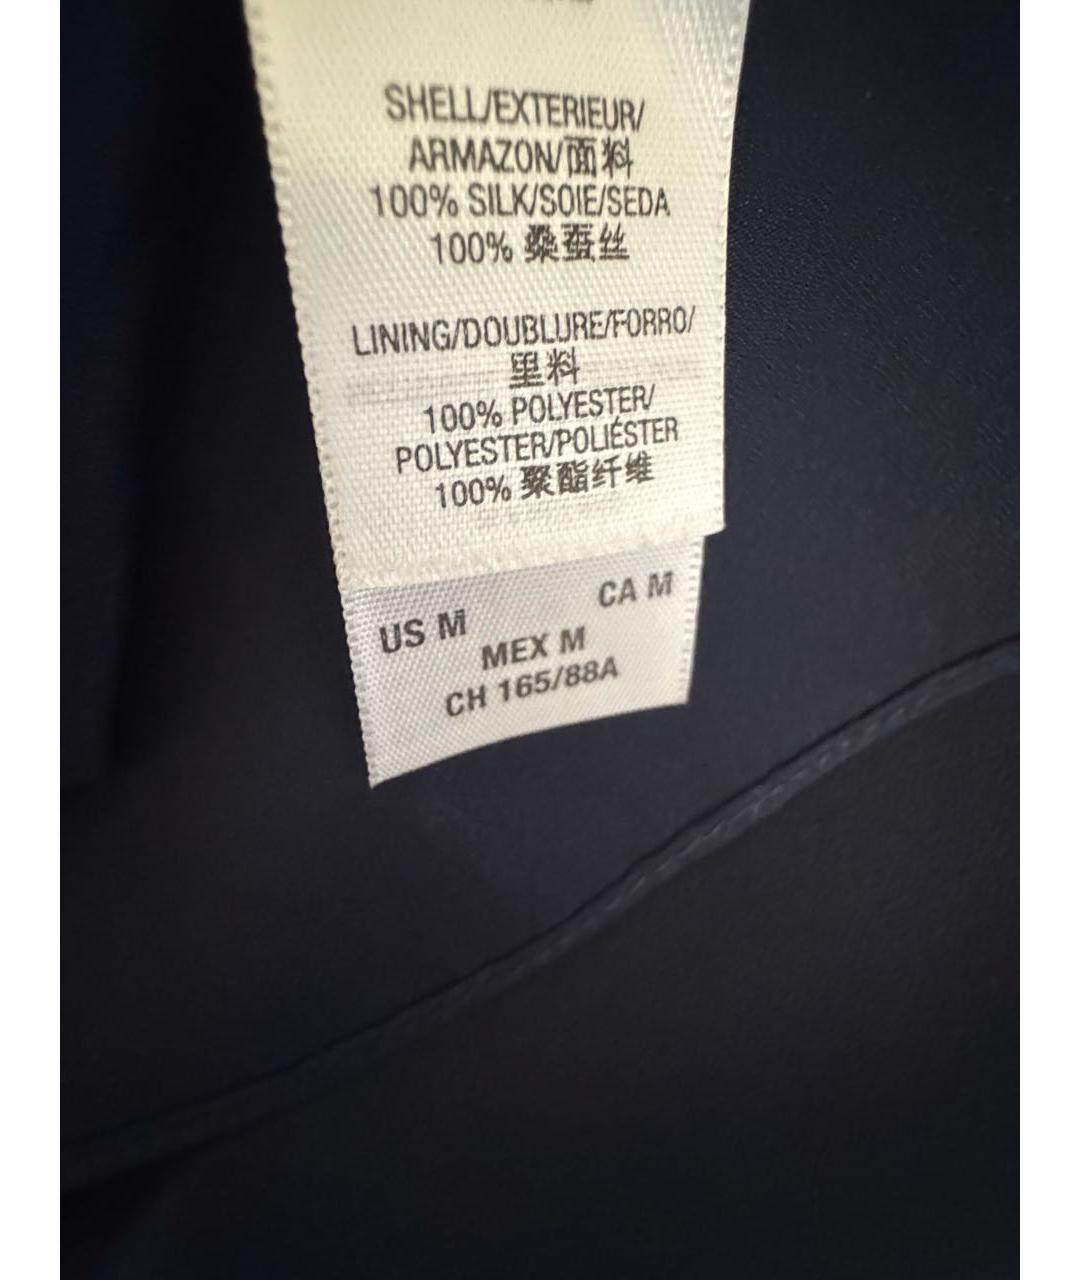 SHELL/EXTERIEUR/
ARMAZON/面料
100% SILK/SOIE/SEDA
100% 桑蚕丝
LINING/DOUBLURE/FORRO/
里料
100% POLYESTER/
POLYESTER/POLIÉSTER
100% 聚酯纤维
US M CA M
MEX M
CH 165/88A